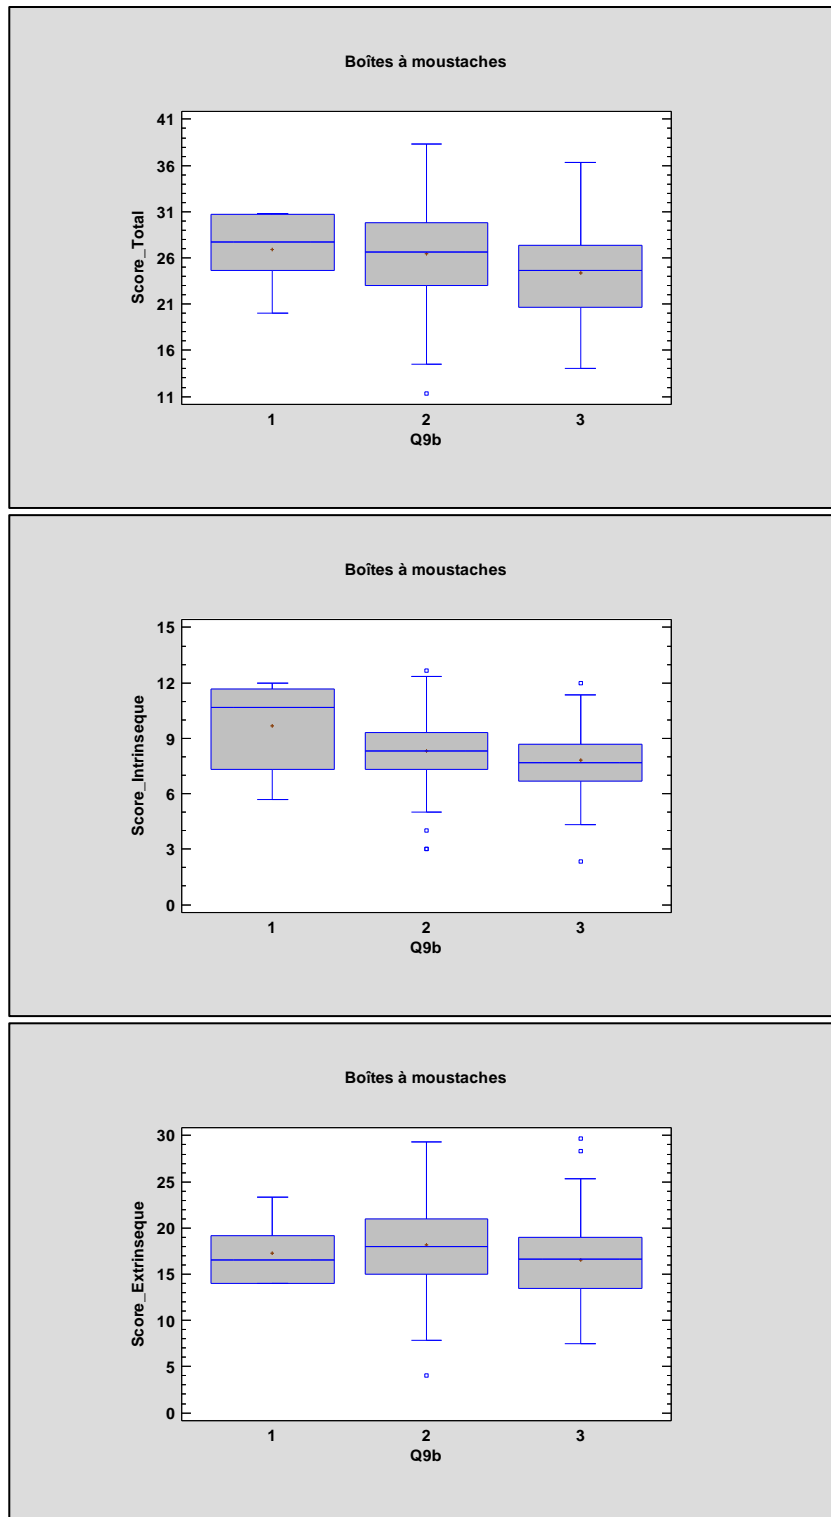 Boîtes à moustaches
41
36
31
26
21
16
11
Score_Total
1 2 3
Q9b
Boîtes à moustaches
15
12
9
6
3
0
Score_Intrinseque
1 2 3
Q9b
Boîtes à moustaches
30
25
20
15
10
5
0
Score_Extrinseque
1 2 3
Q9b